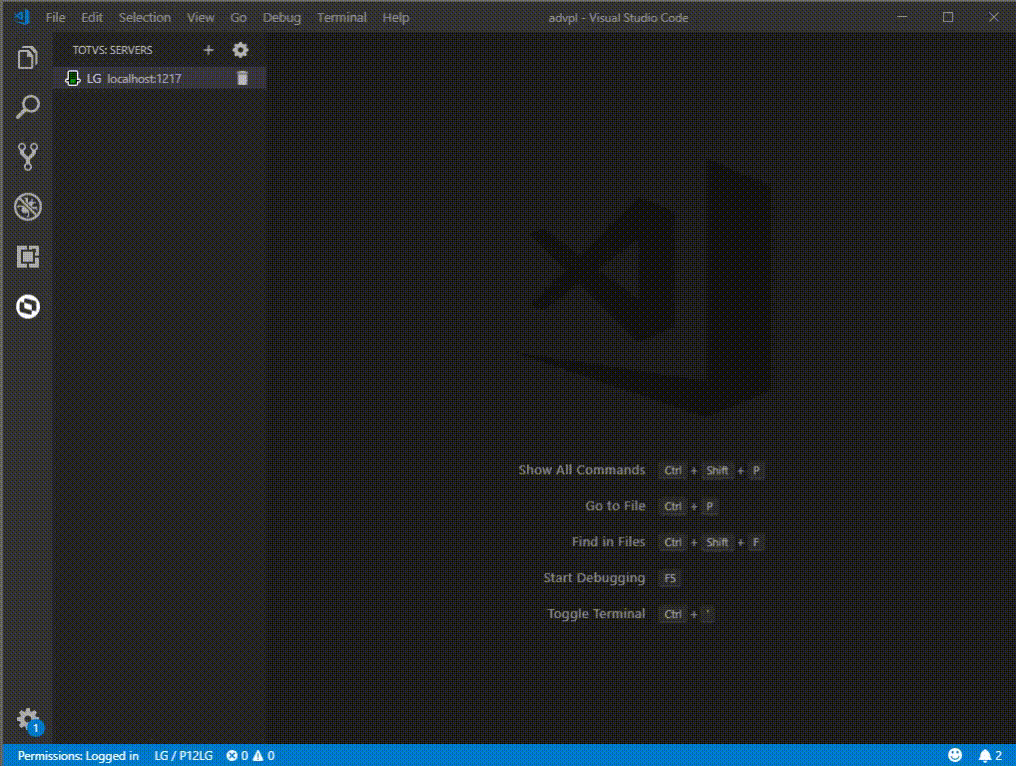 File Edit Selection View Go Debug Terminal Help advpl - Visual Studio Code
TOTVS: SERVERS
LG localhost:1217
Show All Commands Ctrl + Shift + P
Go to File Ctrl + P
Find in Files Ctrl + Shift + F
Start Debugging F5
Toggle Terminal Ctrl + '
1
Permissions: Logged in LG / P12LG 0 0 2